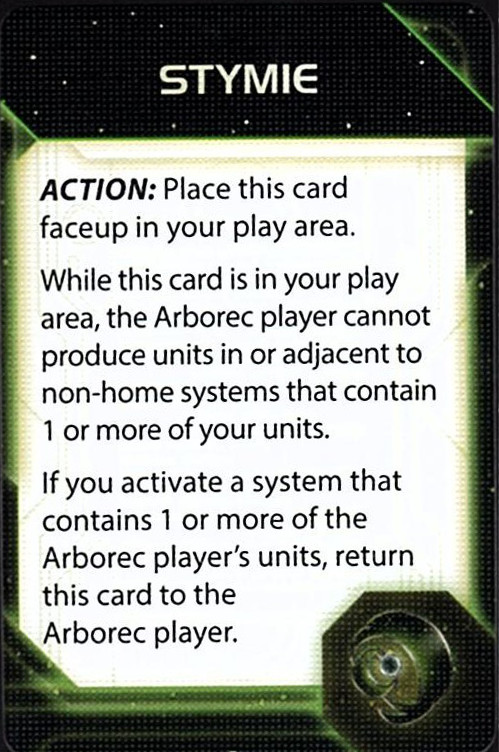 STYMIE
ACTION: Place this card
faceup in your play area.
While this card is in your play
area, the Arborec player cannot
produce units in or adjacent to
non-home systems that contain
1 or more of your units.
If you activate a system that
contains 1 or more of the
Arborec player's units, return
this card to the
Arborec player.